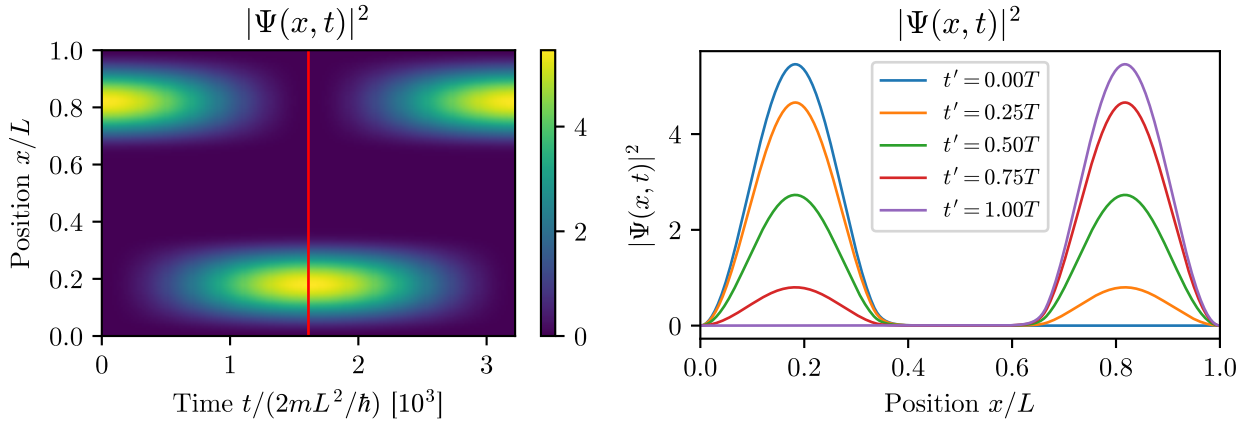 |Ψ(x, t)|²
1.0
0.8
0.6
0.4
0.2
0.0
Position x/L
0 1 2 3
Time t/(2mL²/ħ) [10³]
4
2
0
|Ψ(x, t)|²
|Ψ(x, t)|²
4
2
0
t′ = 0.00T
t′ = 0.25T
t′ = 0.50T
t′ = 0.75T
t′ = 1.00T
0.0 0.2 0.4 0.6 0.8 1.0
Position x/L